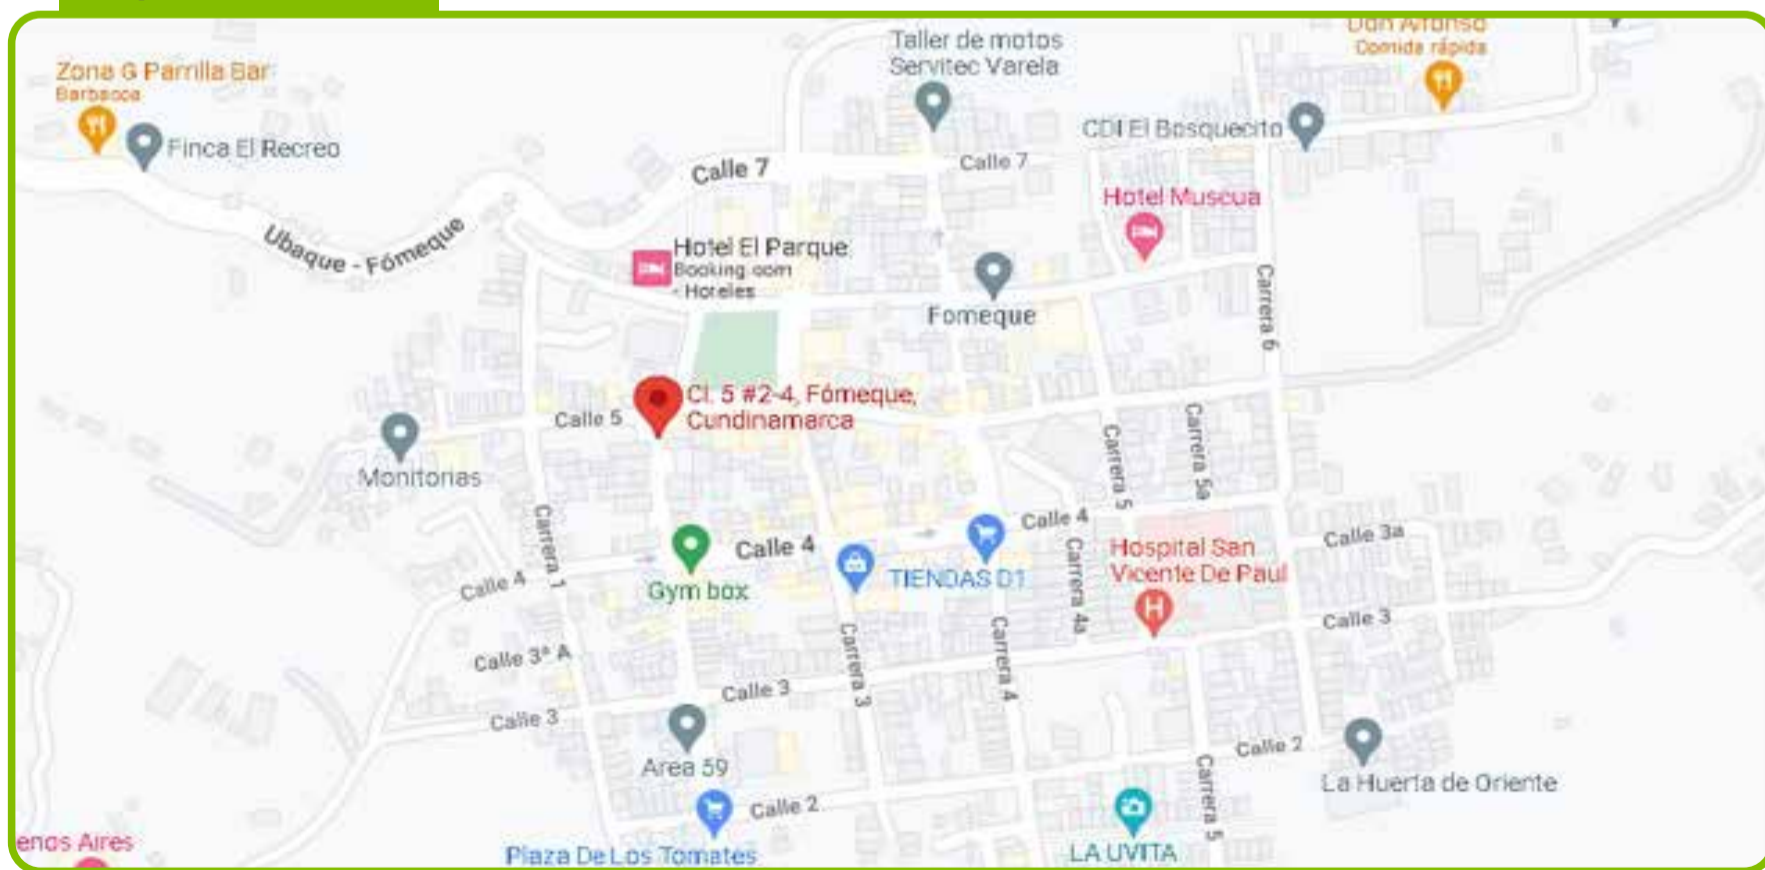 Zona G Parrilla Bar
Barbacoa
Finca El Recreo
Ubaque - Fómeque
Taller de motos
Servitec Varela
Don Alfonso
Comida rápida
CDI El Bosquecito
Calle 7
Calle 7
Hotel Muscua
Hotel El Parque
Booking.com
- Hoteles
Fomeque
Carrera 6
Cl. 5 #2-4, Fómeque,
Cundinamarca
Calle 5
Monitorias
Carrera 5
Carrera 5a
Carrera 1
Calle 4
Calle 4
Calle 4
Gym box
TIENDAS D1
Carrera 4a
Hospital San
Vicente De Paul
Calle 3a
Calle 3
Calle 3ª A
Carrera 3
Carrera 4
Calle 3
Calle 3
Area 59
Calle 2
La Huerta de Oriente
Carrera 5
Calle 2
Plaza De Los Tomates
LA UVITA
enos Aires